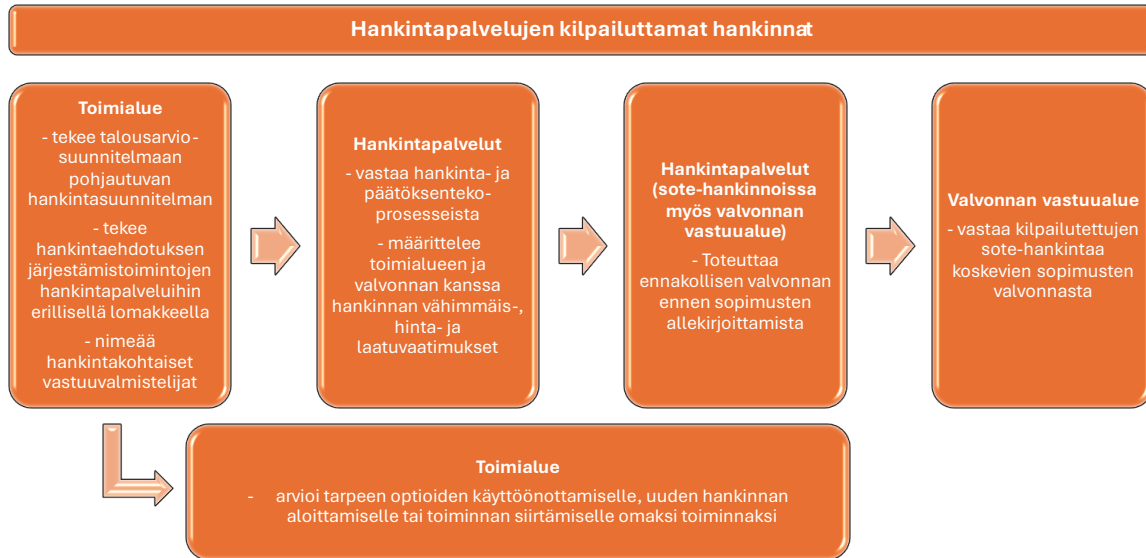 Hankintapalvelujen kilpailuttamat hankinnat
Toimialue
- tekee talousarvio-
suunnitelmaan
pohjautuvan
hankintasuunnitelman
- tekee
hankintaehdotuksen
järjestämistoimintojen
hankintapalveluihin
erillisellä lomakkeella
- nimeää
hankintakohtaiset
vastuuvalmistelijat
Hankintapalvelut
- vastaa hankinta- ja
päätöksenteko-
prosesseista
- määrittelee
toimialueen ja
valvonnan kanssa
hankinnan vähimmäis-,
hinta- ja
laatuvaatimukset
Hankintapalvelut
(sote-hankinnoissa
myös valvonnan
vastuualue)
- Toteuttaa
ennakollisen valvonnan
ennen sopimusten
allekirjoittamista
Valvonnan vastuualue
- vastaa kilpailutettujen
sote-hankintaa
koskevien sopimusten
valvonnasta
Toimialue
- arvioi tarpeen optioiden käyttöönottamiselle, uuden hankinnan
aloittamiselle tai toiminnan siirtämiselle omaksi toiminnaksi